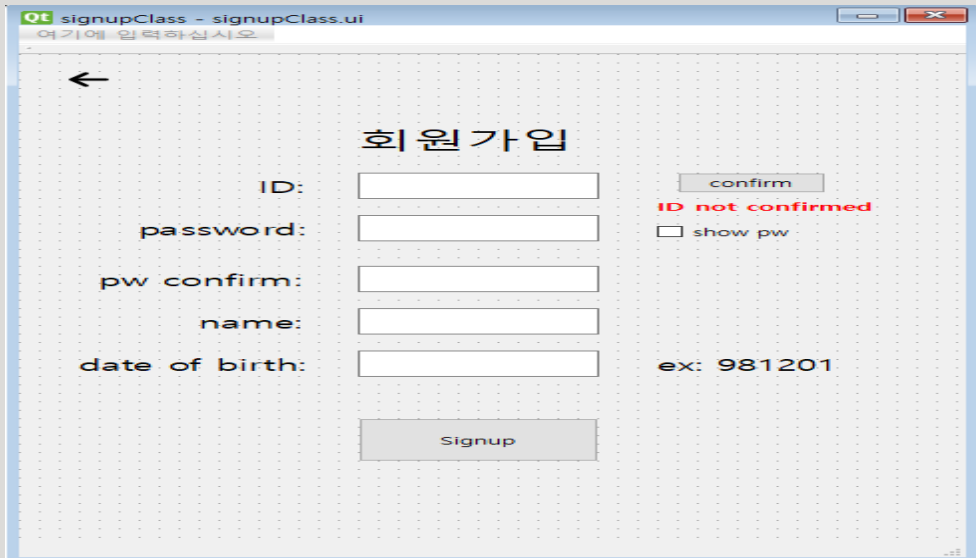 Qt signupClass - signupClass.ui
여기에 입력하십시오
←
회원가입
ID:
confirm
ID not confirmed
password:
show pw
pw confirm:
name:
date of birth:
ex: 981201
Signup